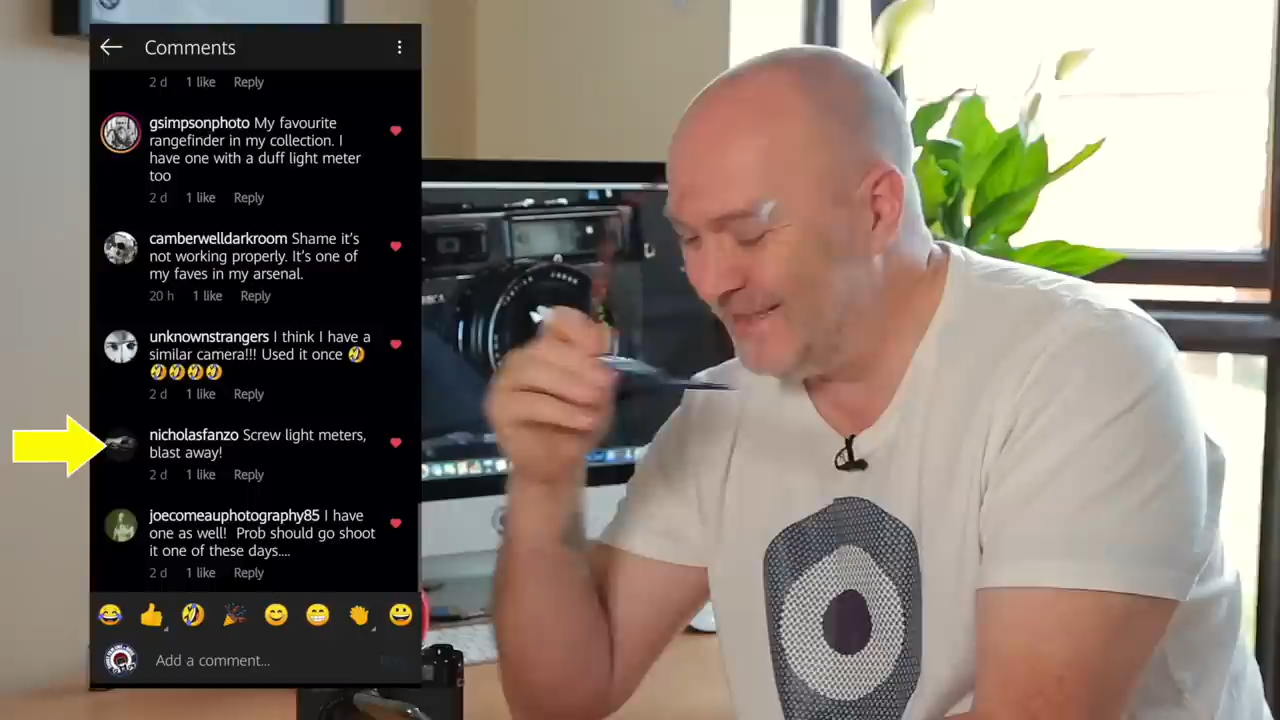 Comments
2 d 1 like Reply
gsimpsonphoto My favourite
rangefinder in my collection. I
have one with a duff light meter
too
2 d 1 like Reply
camberwelldarkroom Shame it's
not working properly. It's one of
my faves in my arsenal.
20 h 1 like Reply
unknownstrangers I think I have a
similar camera!!! Used it once 🤣
🤣🤣🤣🤣
2 d 1 like Reply
nicholasfanzo Screw light meters,
blast away!
2 d 1 like Reply
joecomeauphotography85 I have
one as well! Prob should go shoot
it one of these days....
2 d 1 like Reply
Add a comment...